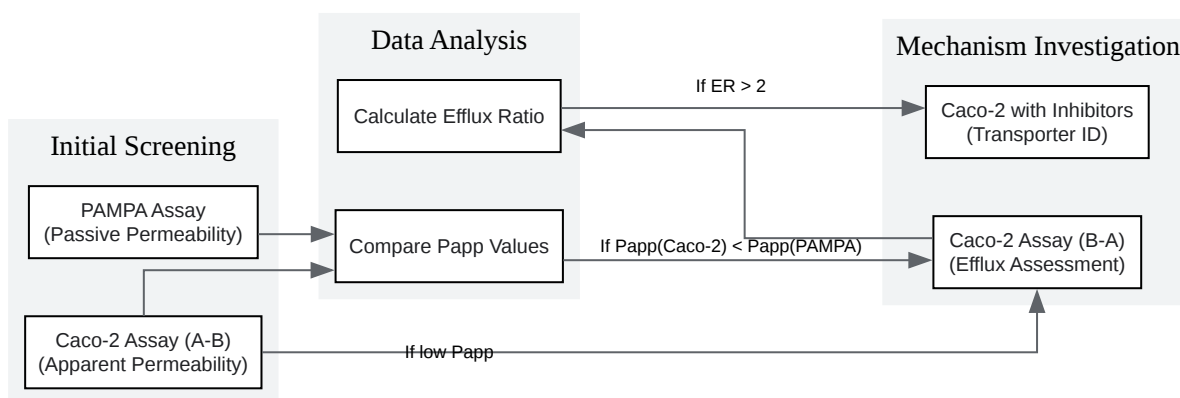 Initial Screening
PAMPA Assay
(Passive Permeability)
Caco-2 Assay (A-B)
(Apparent Permeability)
If low Papp
Data Analysis
Calculate Efflux Ratio
Compare Papp Values
If ER > 2
If Papp(Caco-2) < Papp(PAMPA)
Mechanism Investigation
Caco-2 with Inhibitors
(Transporter ID)
Caco-2 Assay (B-A)
(Efflux Assessment)